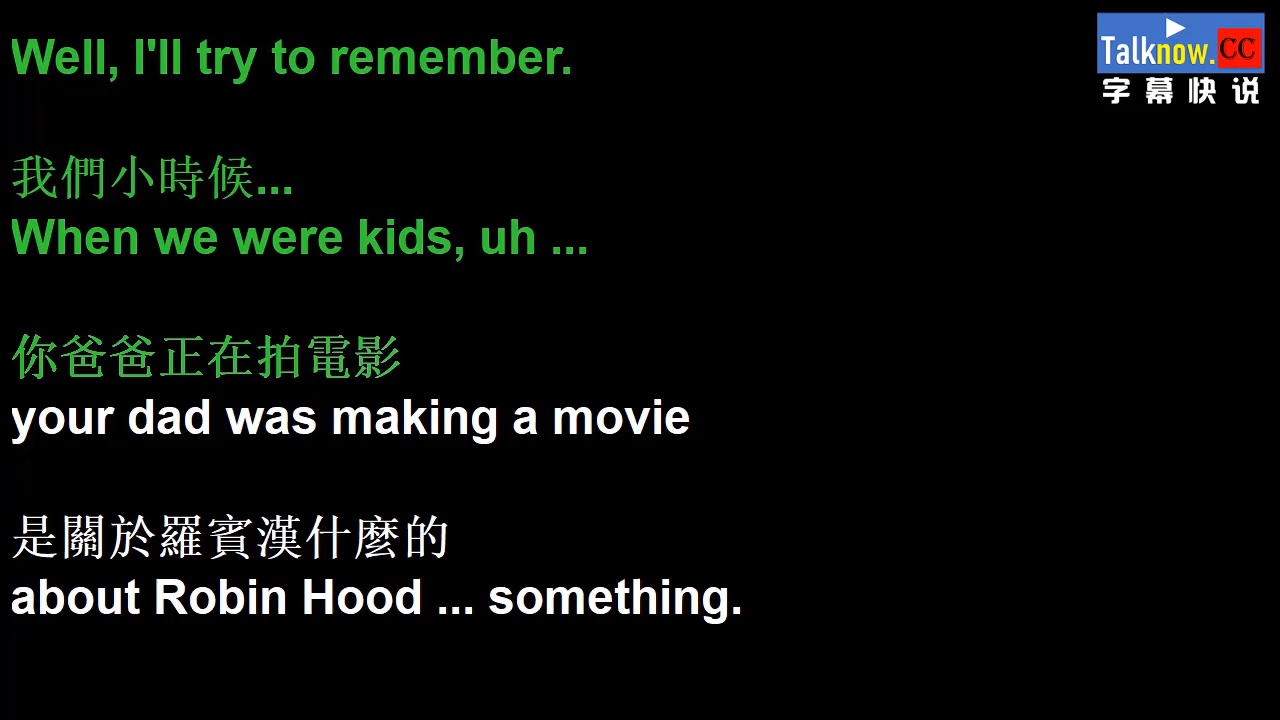 Well, I'll try to remember.
Talknow.CC
字幕快说
我們小時候...
When we were kids, uh ...
你爸爸正在拍電影
your dad was making a movie
是關於羅賓漢什麼的
about Robin Hood ... something.